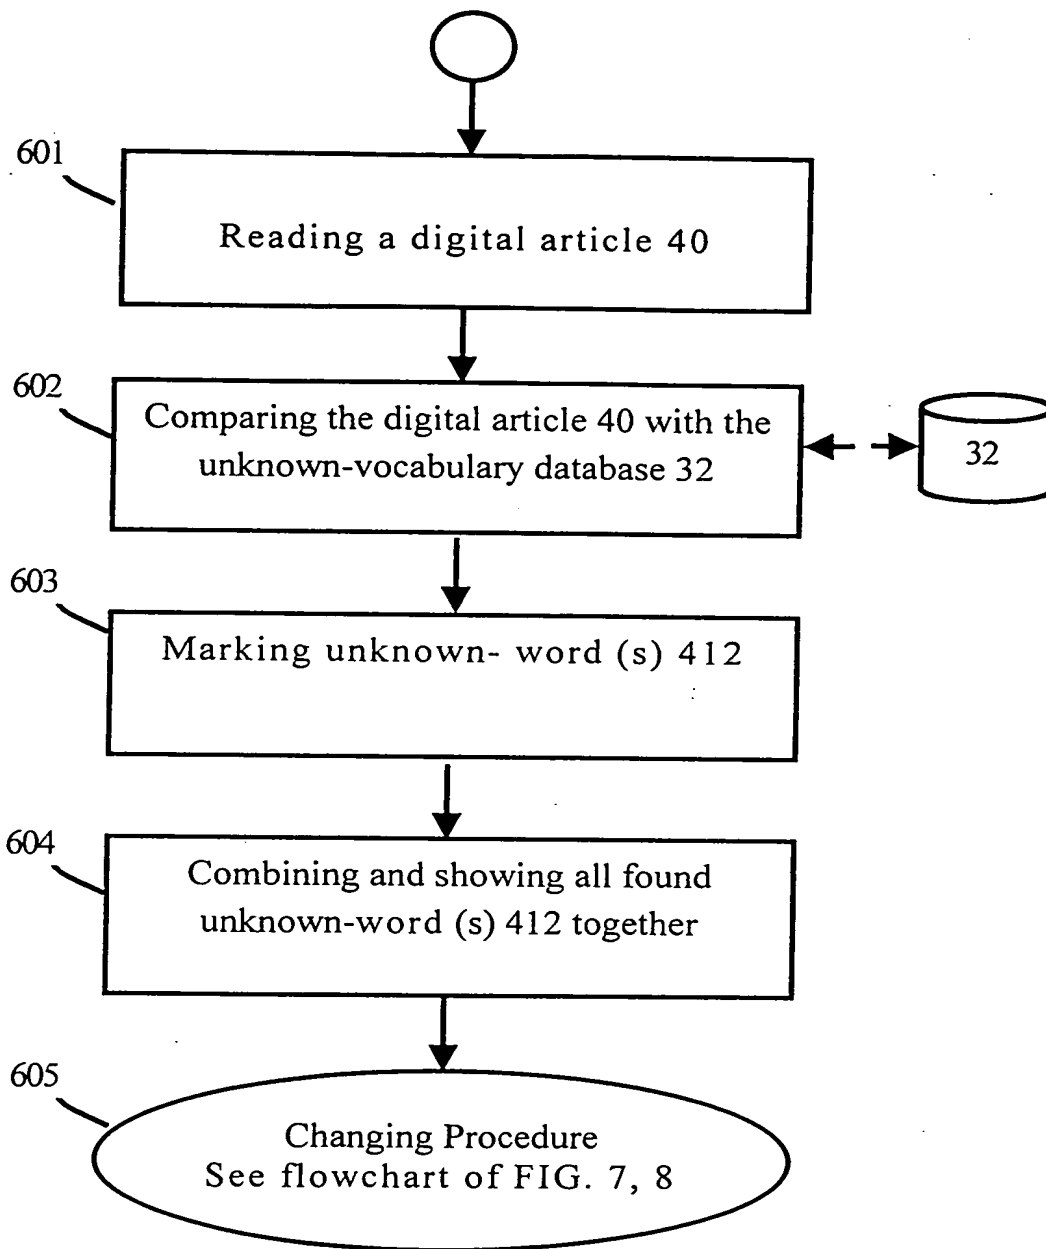 601
Reading a digital article 40
602
Comparing the digital article 40 with the
unknown-vocabulary database 32
32
603
Marking unknown- word (s) 412
604
Combining and showing all found
unknown-word (s) 412 together
605
Changing Procedure
See flowchart of FIG. 7, 8